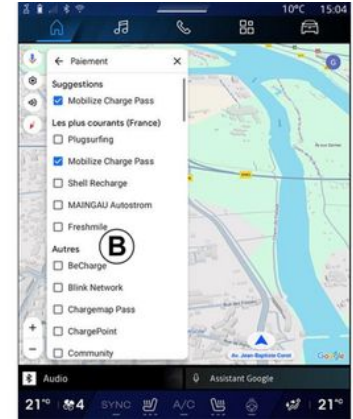 10°C 15:04
← Paiement ×
G
Suggestions
Mobilize Charge Pass
Les plus courants (France)
Plugsurfing
Mobilize Charge Pass
Shell Recharge
MAINGAU Autostrom
Freshmile
B
Autres
BeCharge
Blink Network
Chargemap Pass
ChargePoint
Community
+
−
Av. Jean-Baptiste Corot
Google
Audio
Assistant Google
21°C 4 SYNC A/C 21°C